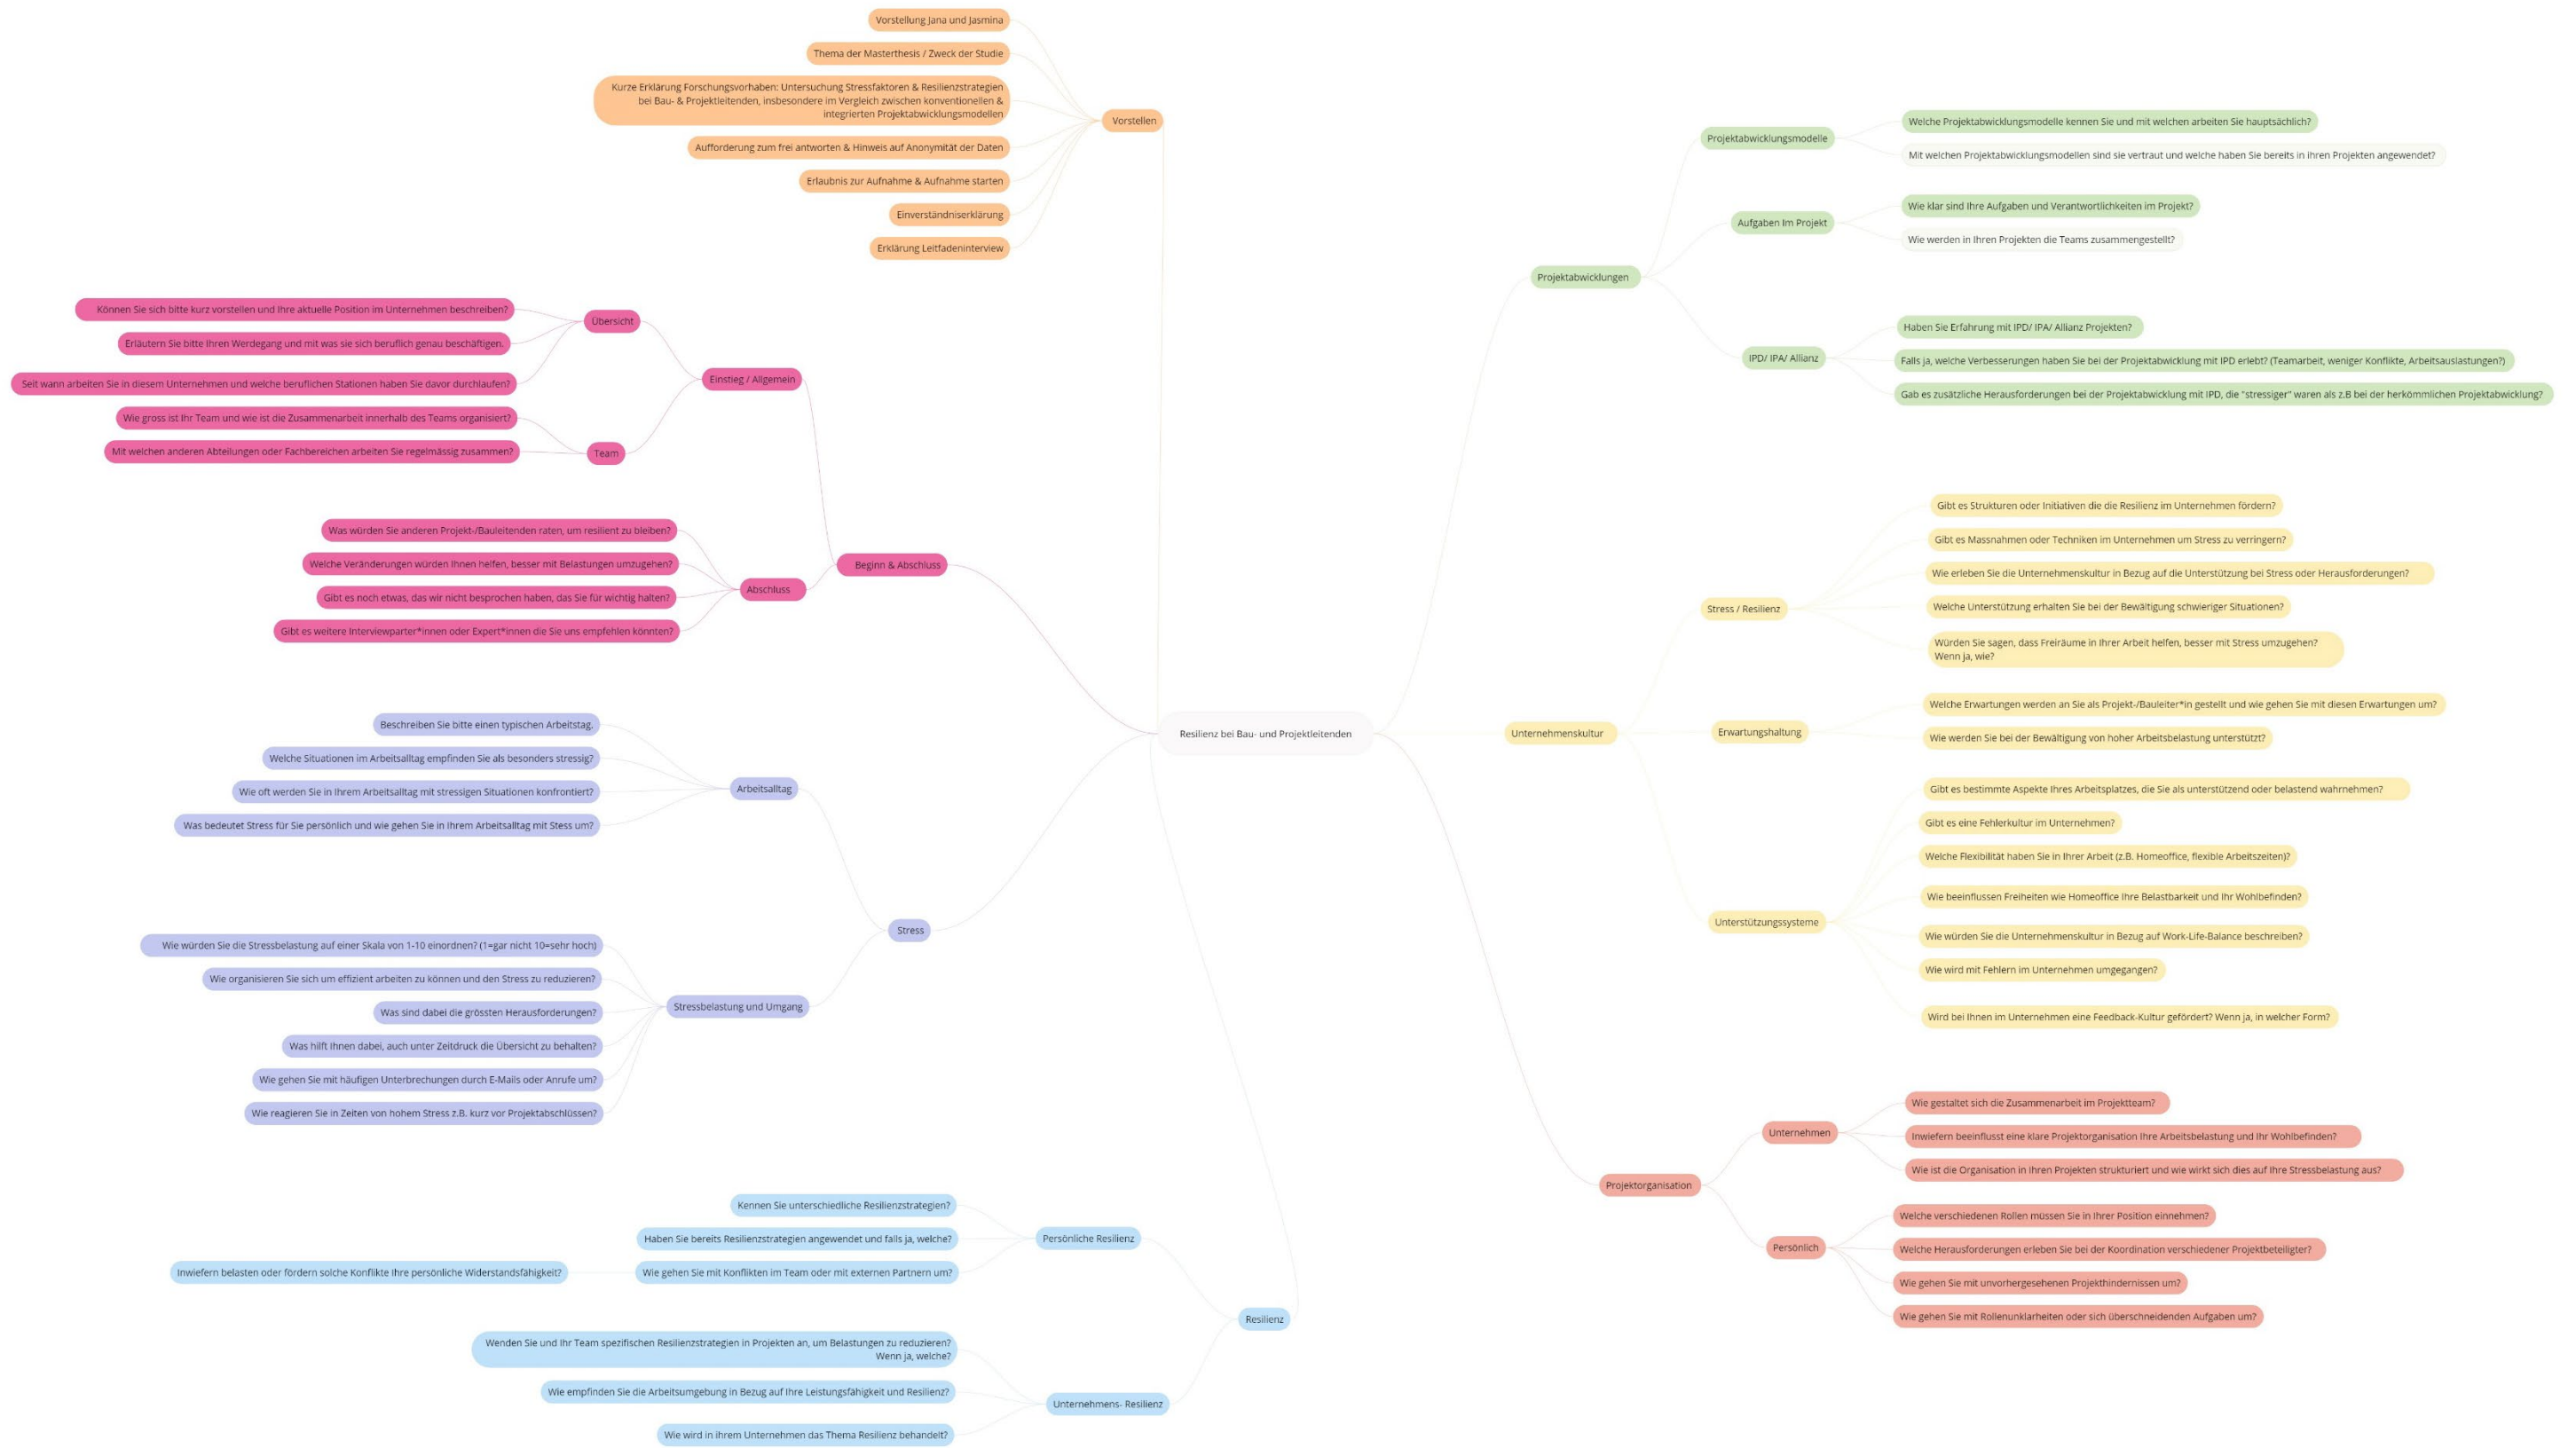 Vorstellung Jana und Jasmina
Thema der Masterthesis / Zweck der Studie
Kurze Erklärung Forschungsvorhaben: Untersuchung Stressfaktoren & Resilienzstrategien
bei Bau- & Projektleitenden, insbesondere im Vergleich zwischen konventionellen &
integrierten Projektabwicklungsmodellen
Vorstellen
Aufforderung zum frei antworten & Hinweis auf Anonymität der Daten
Erlaubnis zur Aufnahme & Aufnahme starten
Einverständniserklärung
Erklärung Leitfadeninterview
Können Sie sich bitte kurz vorstellen und Ihre aktuelle Position im Unternehmen beschreiben?
Übersicht
Erläutern Sie bitte Ihren Werdegang und mit was sie sich beruflich genau beschäftigen.
Seit wann arbeiten Sie in diesem Unternehmen und welche beruflichen Stationen haben Sie davor durchlaufen?
Einstieg / Allgemein
Wie gross ist Ihr Team und wie ist die Zusammenarbeit innerhalb des Teams organisiert?
Team
Mit welchen anderen Abteilungen oder Fachbereichen arbeiten Sie regelmässig zusammen?
Was würden Sie anderen Projekt-/Bauleitenden raten, um resilient zu bleiben?
Welche Veränderungen würden Ihnen helfen, besser mit Belastungen umzugehen?
Beginn & Abschluss
Abschluss
Gibt es noch etwas, das wir nicht besprochen haben, das Sie für wichtig halten?
Gibt es weitere Interviewparter*innen oder Expert*innen die Sie uns empfehlen könnten?
Beschreiben Sie bitte einen typischen Arbeitstag.
Welche Situationen im Arbeitsalltag empfinden Sie als besonders stressig?
Arbeitsalltag
Wie oft werden Sie in Ihrem Arbeitsalltag mit stressigen Situationen konfrontiert?
Was bedeutet Stress für Sie persönlich und wie gehen Sie in Ihrem Arbeitsalltag mit Stess um?
Stress
Wie würden Sie die Stressbelastung auf einer Skala von 1-10 einordnen? (1=gar nicht 10=sehr hoch)
Wie organisieren Sie sich um effizient arbeiten zu können und den Stress zu reduzieren?
Stressbelastung und Umgang
Was sind dabei die grössten Herausforderungen?
Was hilft Ihnen dabei, auch unter Zeitdruck die Übersicht zu behalten?
Wie gehen Sie mit häufigen Unterbrechungen durch E-Mails oder Anrufe um?
Wie reagieren Sie in Zeiten von hohem Stress z.B. kurz vor Projektabschlüssen?
Kennen Sie unterschiedliche Resilienzstrategien?
Persönliche Resilienz
Haben Sie bereits Resilienzstrategien angewendet und falls ja, welche?
Inwiefern belasten oder fördern solche Konflikte Ihre persönliche Widerstandsfähigkeit?
Wie gehen Sie mit Konflikten im Team oder mit externen Partnern um?
Resilienz
Wenden Sie und Ihr Team spezifischen Resilienzstrategien in Projekten an, um Belastungen zu reduzieren?
Wenn ja, welche?
Wie empfinden Sie die Arbeitsumgebung in Bezug auf Ihre Leistungsfähigkeit und Resilienz?
Unternehmens- Resilienz
Wie wird in ihrem Unternehmen das Thema Resilienz behandelt?
Resilienz bei Bau- und Projektleitenden
Projektabwicklungen
Projektabwicklungsmodelle
Welche Projektabwicklungsmodelle kennen Sie und mit welchen arbeiten Sie hauptsächlich?
Mit welchen Projektabwicklungsmodellen sind sie vertraut und welche haben Sie bereits in ihren Projekten angewendet?
Aufgaben Im Projekt
Wie klar sind Ihre Aufgaben und Verantwortlichkeiten im Projekt?
Wie werden in Ihren Projekten die Teams zusammengestellt?
IPD/ IPA/ Allianz
Haben Sie Erfahrung mit IPD/ IPA/ Allianz Projekten?
Falls ja, welche Verbesserungen haben Sie bei der Projektabwicklung mit IPD erlebt? (Teamarbeit, weniger Konflikte, Arbeitsauslastungen?)
Gab es zusätzliche Herausforderungen bei der Projektabwicklung mit IPD, die "stressiger" waren als z.B bei der herkömmlichen Projektabwicklung?
Unternehmenskultur
Stress / Resilienz
Gibt es Strukturen oder Initiativen die die Resilienz im Unternehmen fördern?
Gibt es Massnahmen oder Techniken im Unternehmen um Stress zu verringern?
Wie erleben Sie die Unternehmenskultur in Bezug auf die Unterstützung bei Stress oder Herausforderungen?
Welche Unterstützung erhalten Sie bei der Bewältigung schwieriger Situationen?
Würden Sie sagen, dass Freiräume in Ihrer Arbeit helfen, besser mit Stress umzugehen?
Wenn ja, wie?
Erwartungshaltung
Welche Erwartungen werden an Sie als Projekt-/Bauleiter*in gestellt und wie gehen Sie mit diesen Erwartungen um?
Wie werden Sie bei der Bewältigung von hoher Arbeitsbelastung unterstützt?
Unterstützungssysteme
Gibt es bestimmte Aspekte Ihres Arbeitsplatzes, die Sie als unterstützend oder belastend wahrnehmen?
Gibt es eine Fehlerkultur im Unternehmen?
Welche Flexibilität haben Sie in Ihrer Arbeit (z.B. Homeoffice, flexible Arbeitszeiten)?
Wie beeinflussen Freiheiten wie Homeoffice Ihre Belastbarkeit und Ihr Wohlbefinden?
Wie würden Sie die Unternehmenskultur in Bezug auf Work-Life-Balance beschreiben?
Wie wird mit Fehlern im Unternehmen umgegangen?
Wird bei Ihnen im Unternehmen eine Feedback-Kultur gefördert? Wenn ja, in welcher Form?
Projektorganisation
Unternehmen
Wie gestaltet sich die Zusammenarbeit im Projektteam?
Inwiefern beeinflusst eine klare Projektorganisation Ihre Arbeitsbelastung und Ihr Wohlbefinden?
Wie ist die Organisation in Ihren Projekten strukturiert und wie wirkt sich dies auf Ihre Stressbelastung aus?
Persönlich
Welche verschiedenen Rollen müssen Sie in Ihrer Position einnehmen?
Welche Herausforderungen erleben Sie bei der Koordination verschiedener Projektbeteiligter?
Wie gehen Sie mit unvorhergesehenen Projekthindernissen um?
Wie gehen Sie mit Rollenunklarheiten oder sich überschneidenden Aufgaben um?